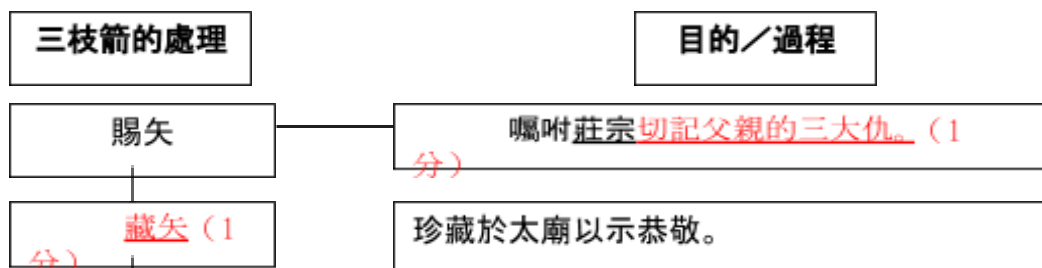 三枝箭的處理
目的／過程
賜矢
囑咐莊宗切記父親的三大仇。（1
分）
藏矢（1
分）
珍藏於太廟以示恭敬。